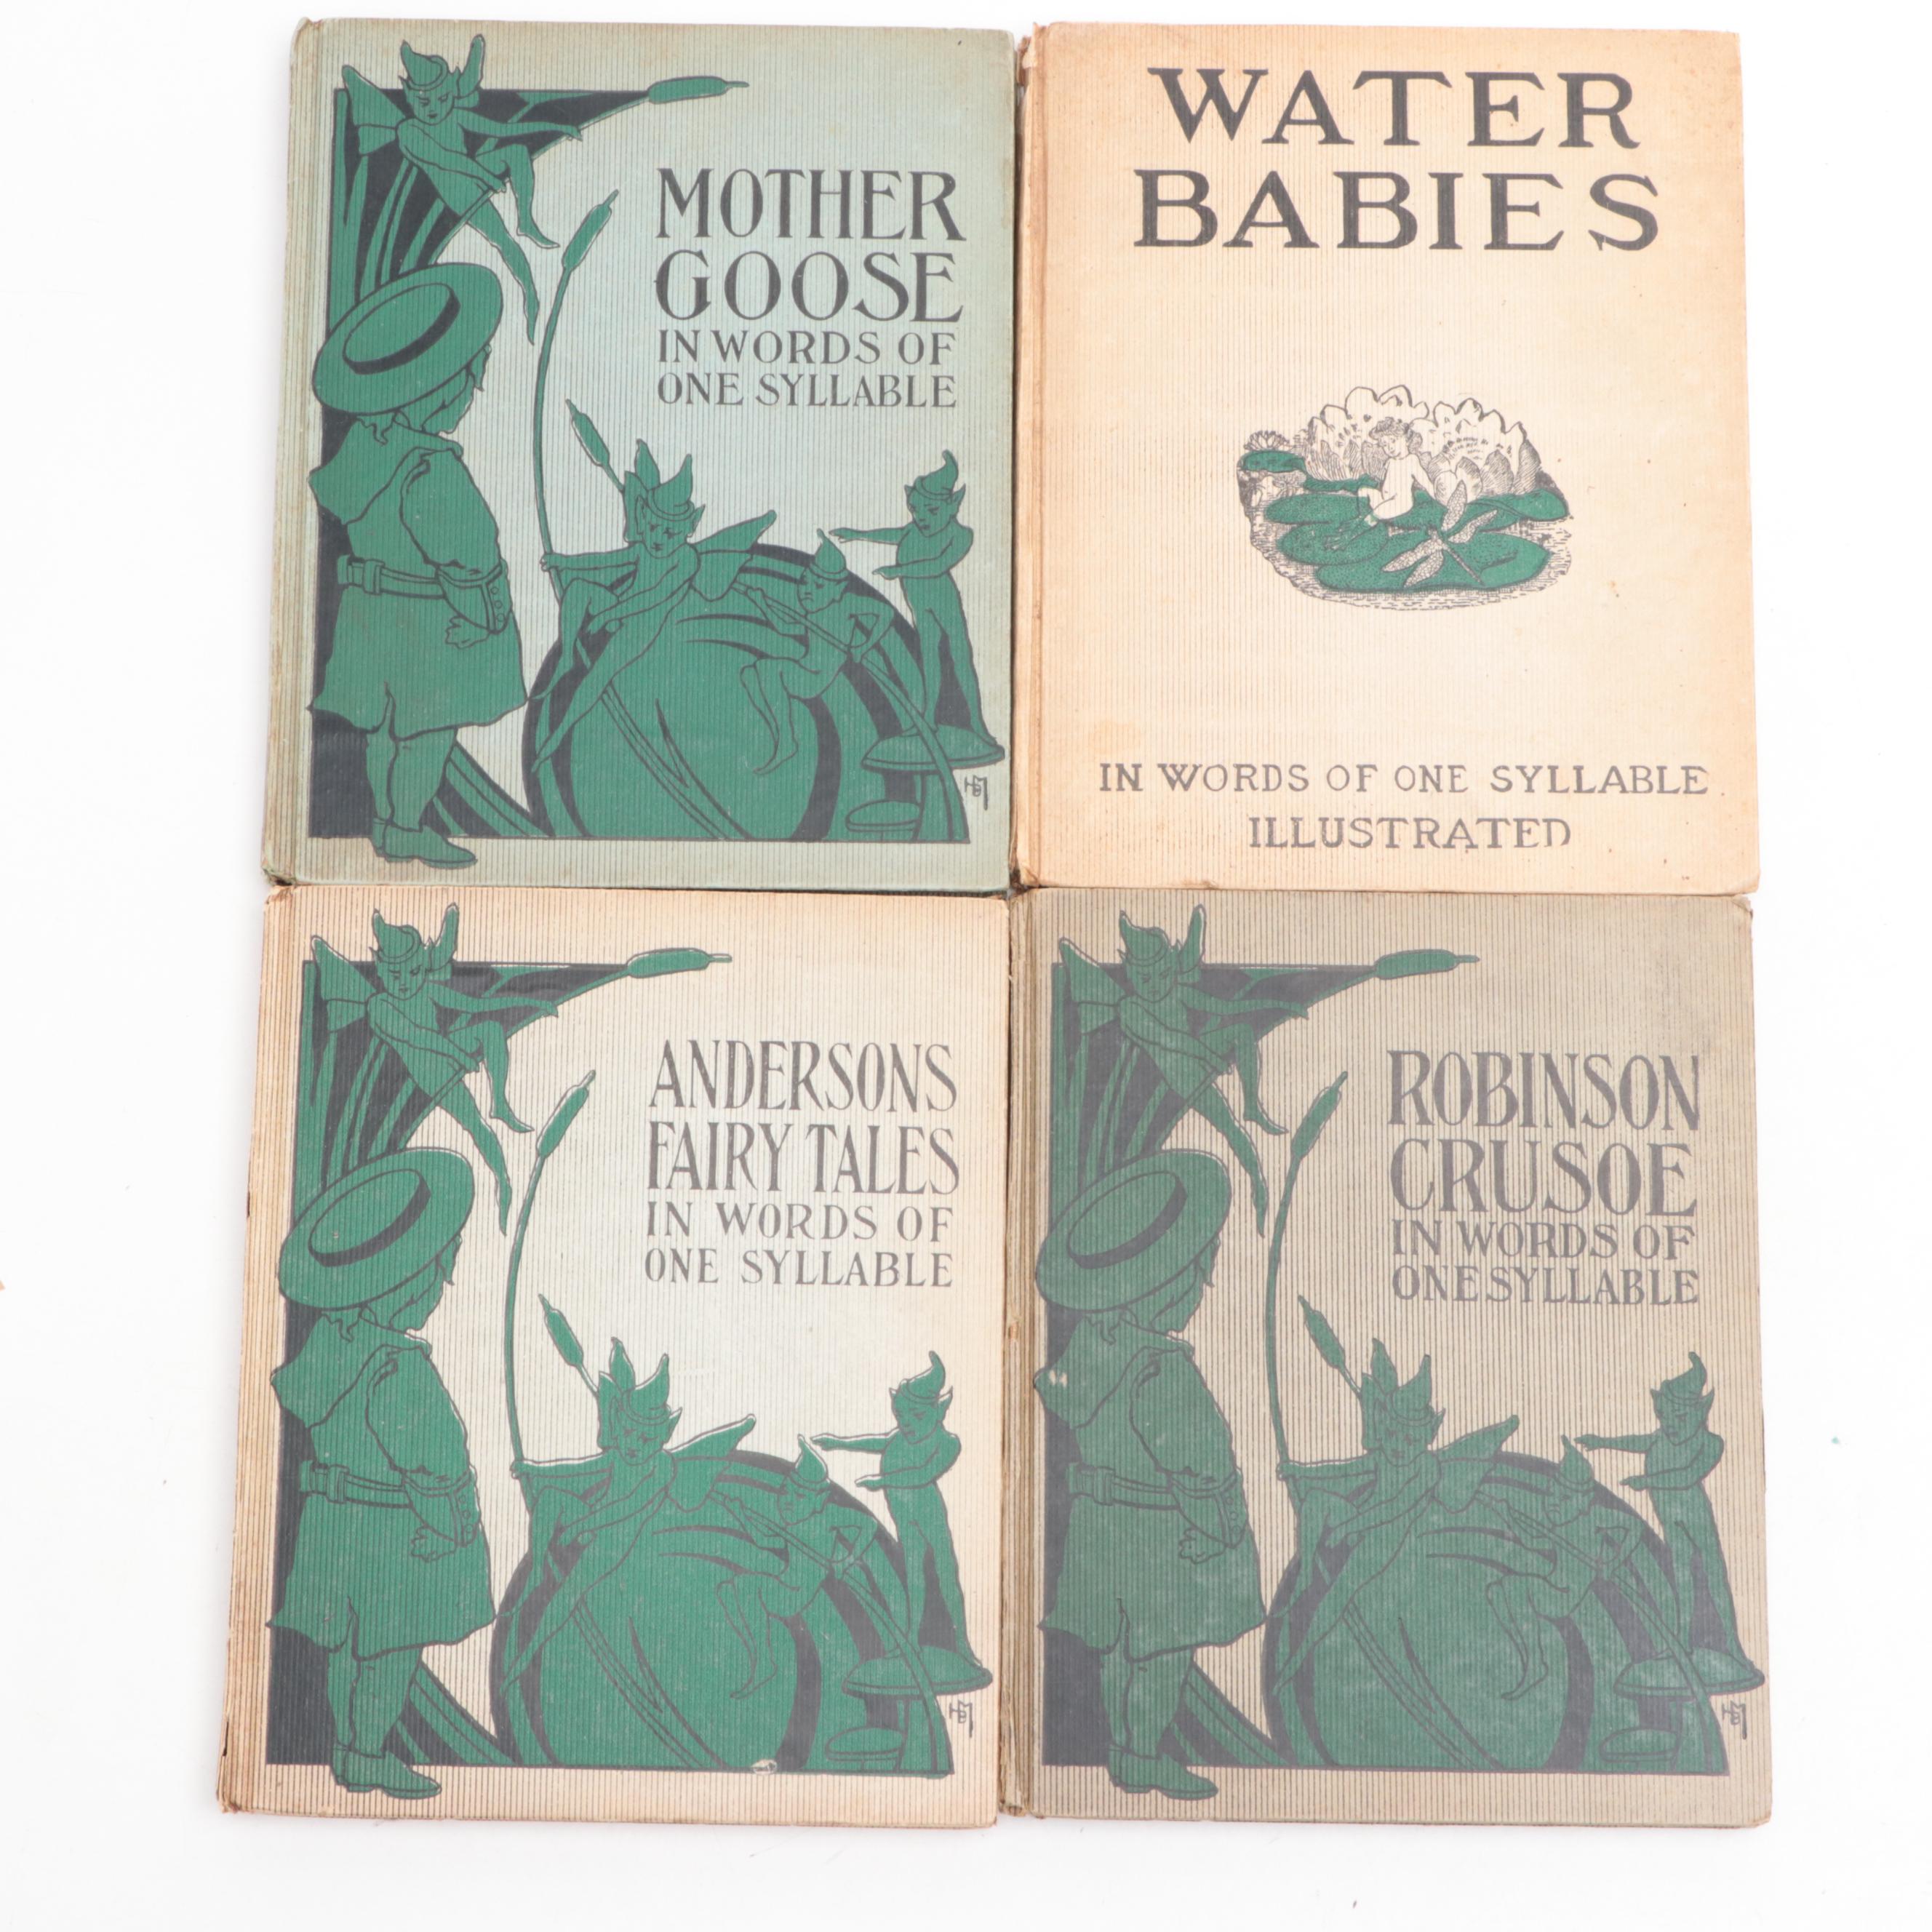 MOTHER
GOOSE
IN WORDS OF
ONE SYLLABLE
WATER
BABIES
IN WORDS OF ONE SYLLABLE
ILLUSTRATED
ANDERSONS
FAIRY TALES
IN WORDS OF
ONE SYLLABLE
ROBINSON
CRUSOE
IN WORDS OF
ONE SYLLABLE